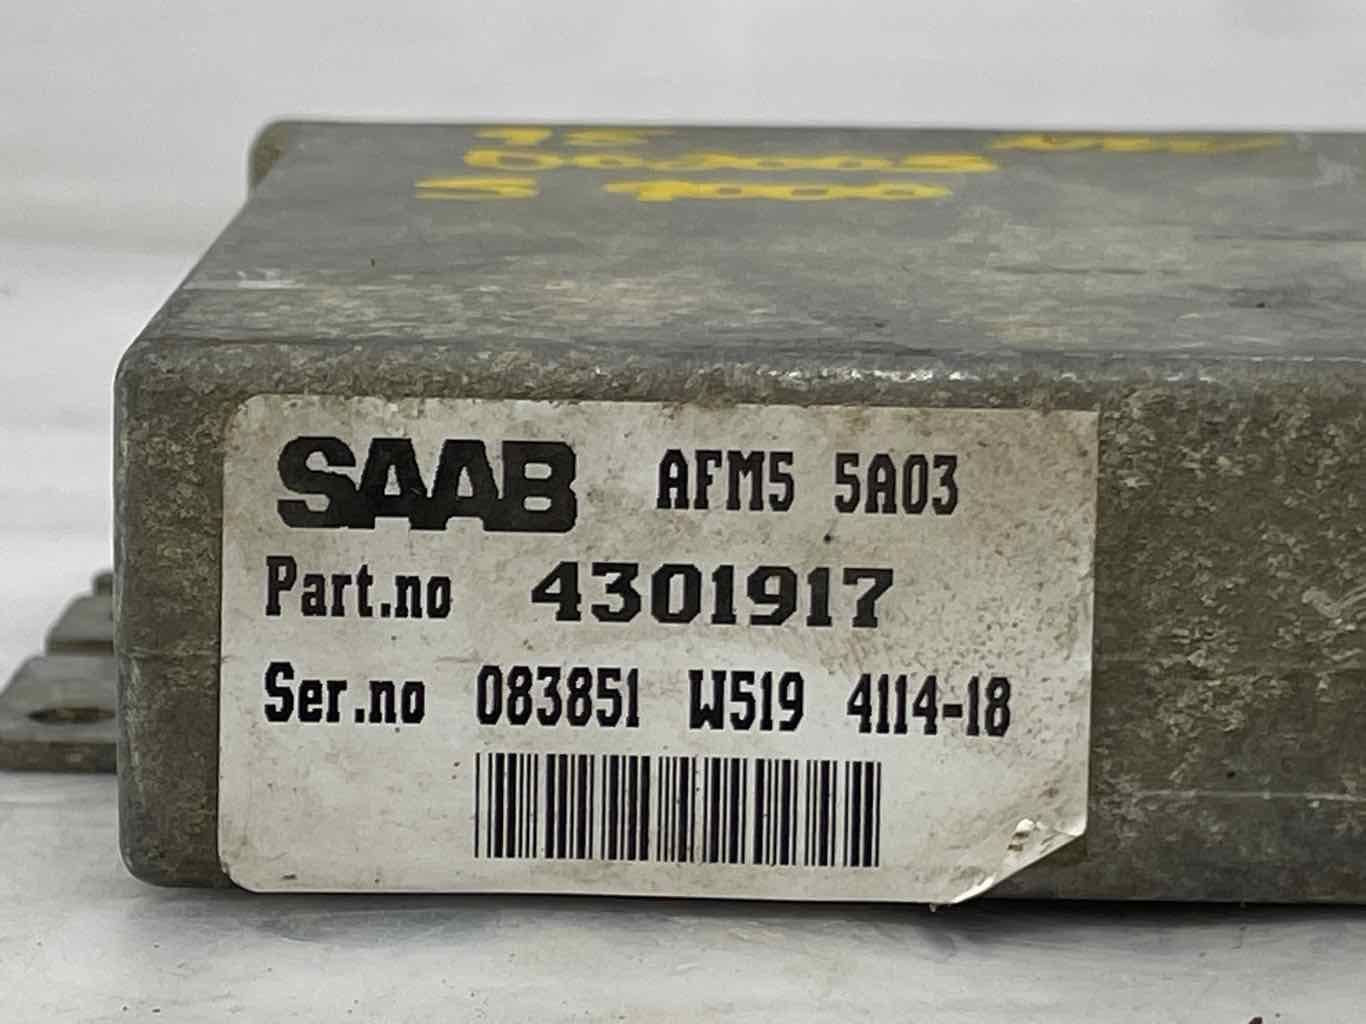 SAAB AFM5 5A03
Part.no 4301917
Ser.no 083851 W519 4114-18